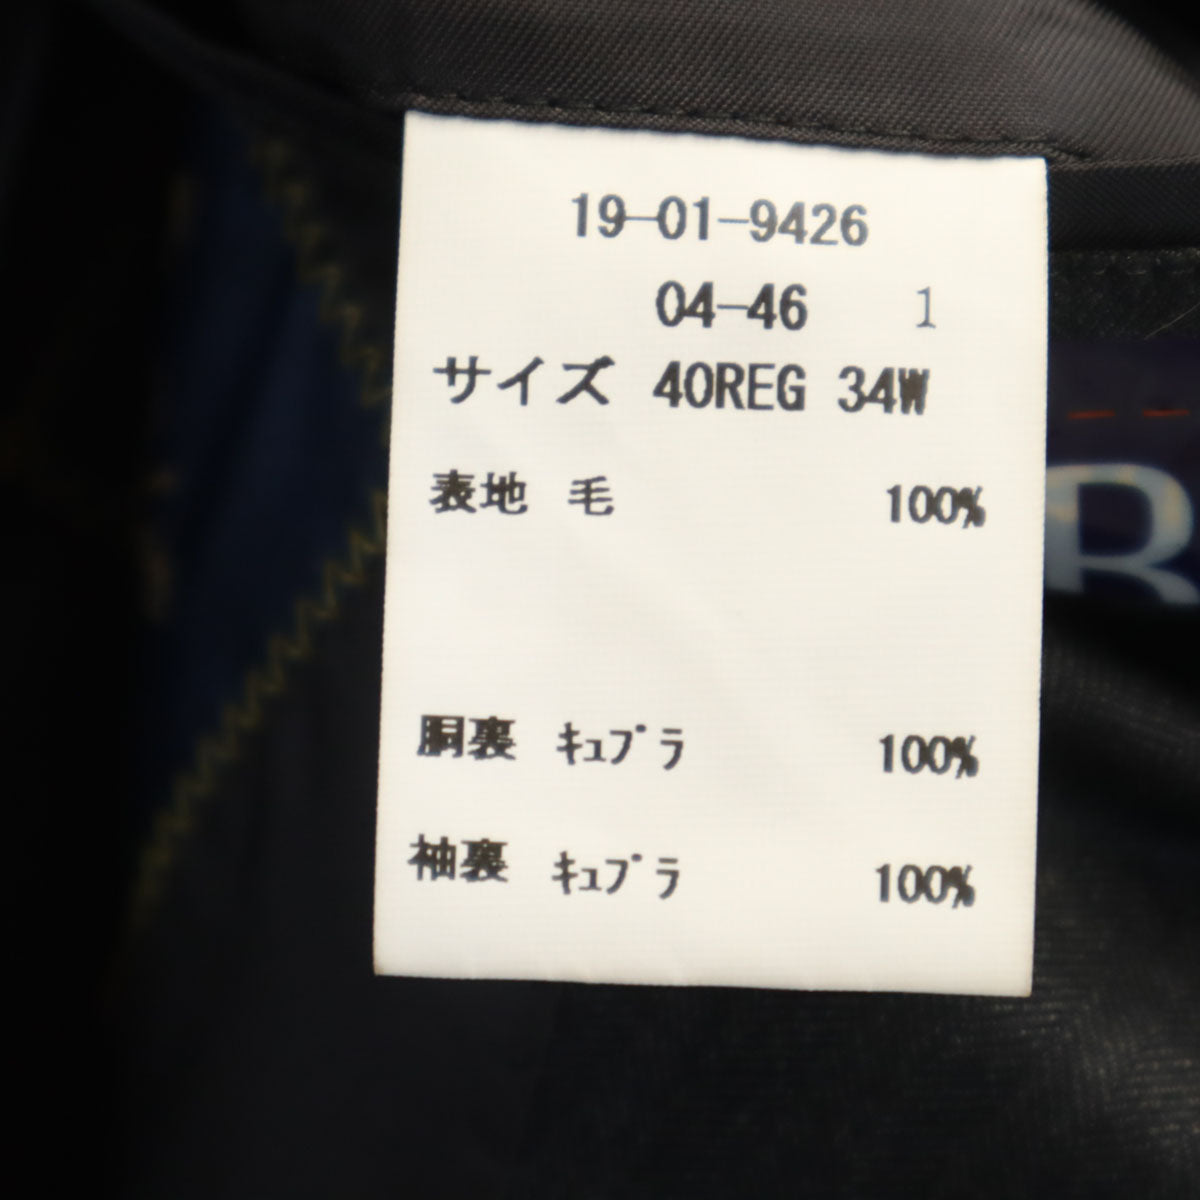 19-01-9426
04-46 1
サイズ 40REG 34W
表地 毛 100%
胴裏 ｷｭﾌﾟﾗ 100%
袖裏 ｷｭﾌﾟﾗ 100%
R